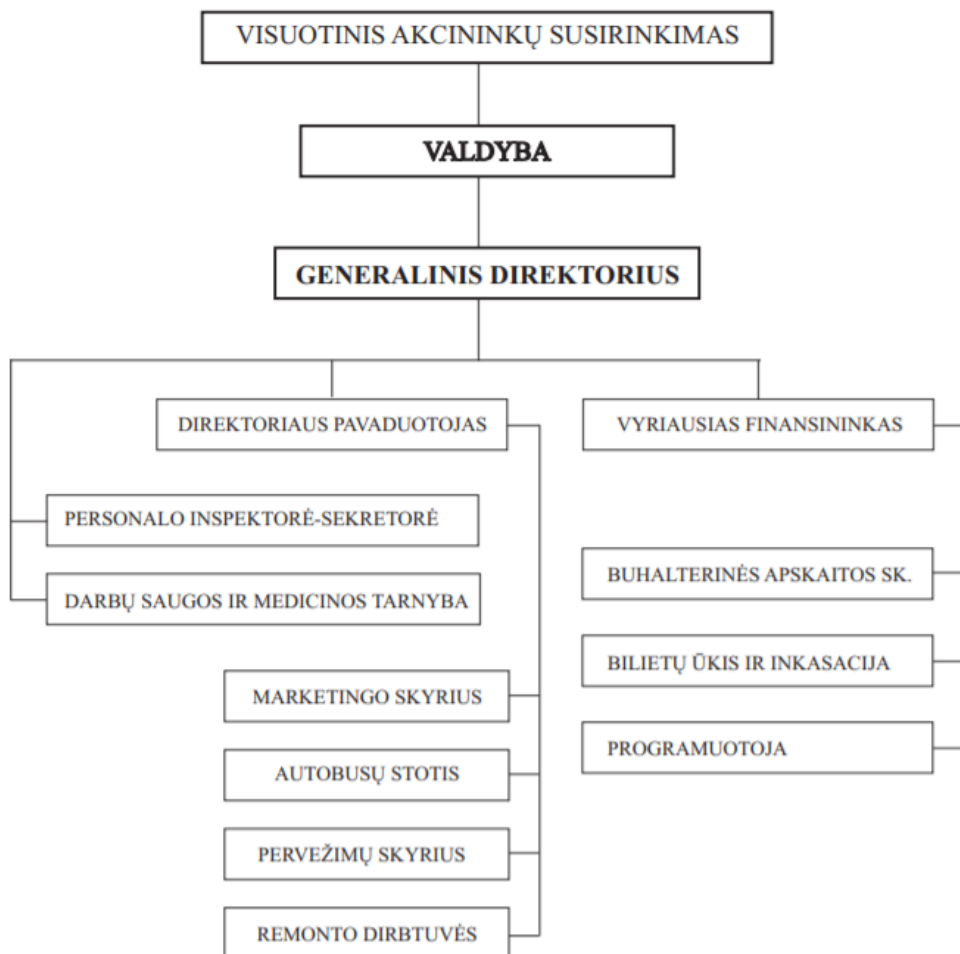 VISUOTINIS AKCININKŲ SUSIRINKIMAS
VALDYBA
GENERALINIS DIREKTORIUS
DIREKTORIAUS PAVADUOTOJAS
VYRIAUSIAS FINANSININKAS
PERSONALO INSPEKTORĖ-SEKRETORĖ
DARBŲ SAUGOS IR MEDICINOS TARNYBA
BUHALTERINĖS APSKAITOS SK.
BILIETŲ ŪKIS IR INKASACIJA
PROGRAMUOTOJA
MARKETINGO SKYRIUS
AUTOBUSŲ STOTIS
PERVEŽIMŲ SKYRIUS
REMONTO DIRBTUVĖS